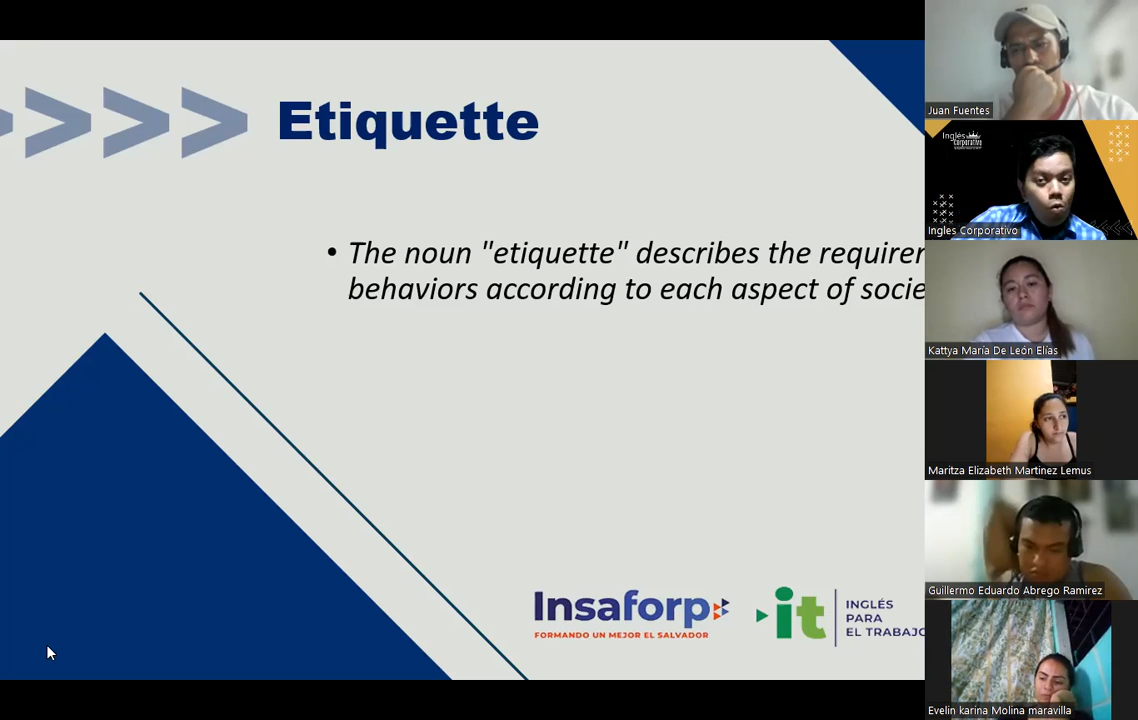 Etiquette
• The noun "etiquette" describes the
behaviors according to each aspect of
Insaforp
FORMANDO UN MEJOR EL SALVADOR
it
INGLÉS
PARA
EL TRABAJO
Juan Fuentes
Inglés
corporativo
Ingles Corporativo
Kattya María De León Elías
Maritza Elizabeth Martinez Lemus
Guillermo Eduardo Abrego Ramirez
Evelin karina Molina maravilla